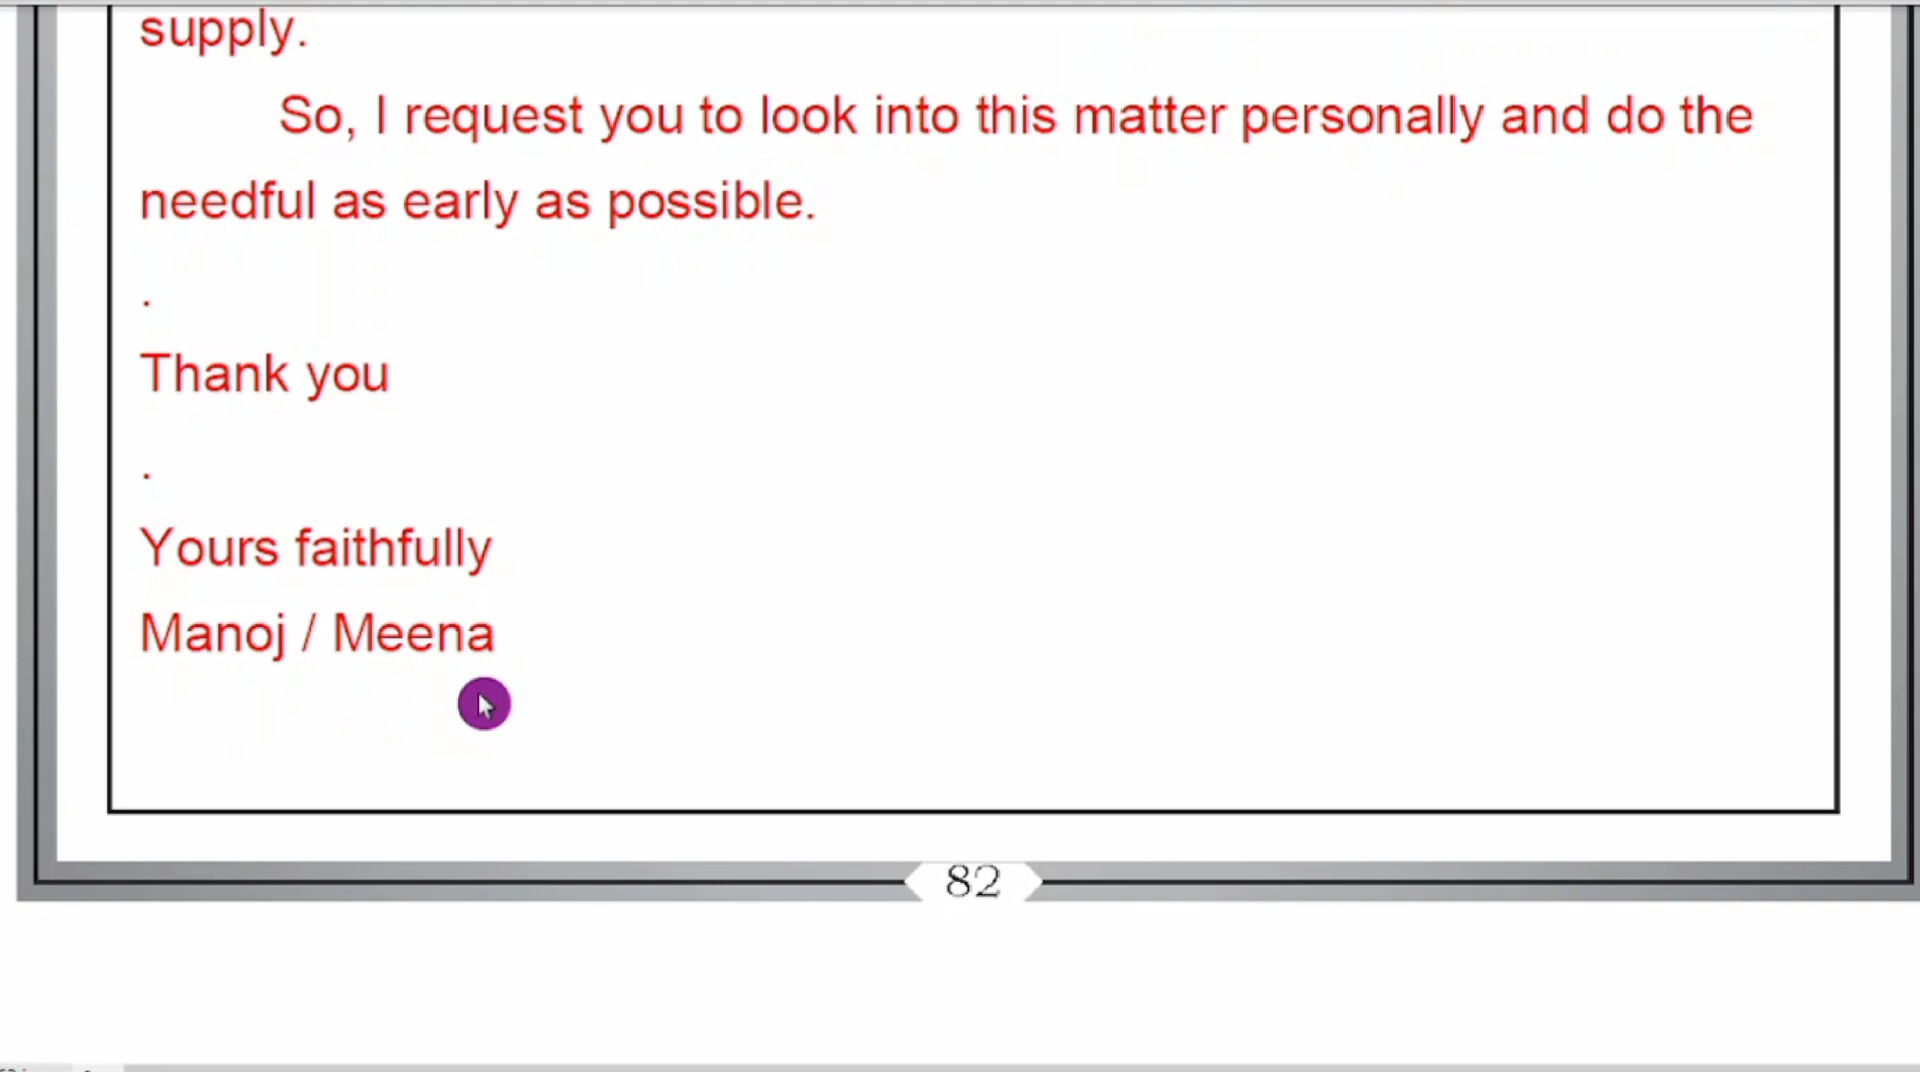 supply.
So, I request you to look into this matter personally and do the
needful as early as possible.
.
Thank you
.
Yours faithfully
Manoj / Meena
82